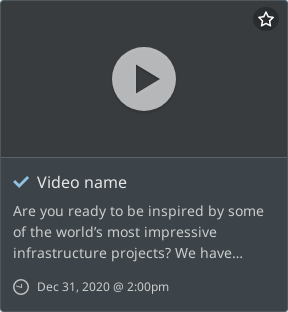 Video name
Are you ready to be inspired by some
of the world's most impressive
infrastructure projects? We have...
Dec 31, 2020 @ 2:00pm